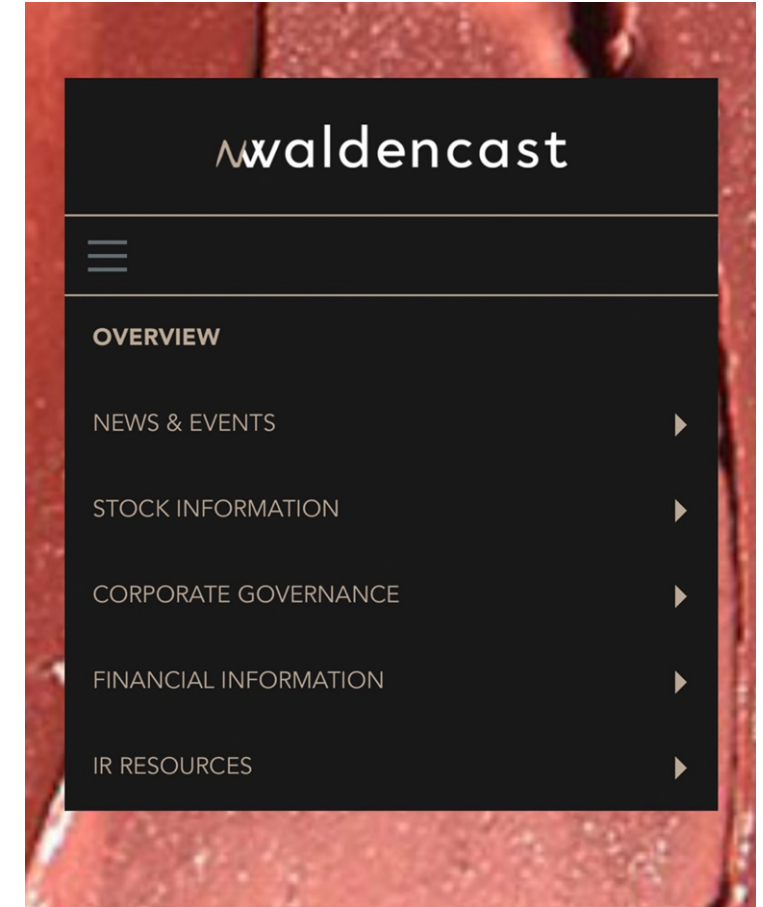 waldencast
OVERVIEW
NEWS & EVENTS
STOCK INFORMATION
CORPORATE GOVERNANCE
FINANCIAL INFORMATION
IR RESOURCES